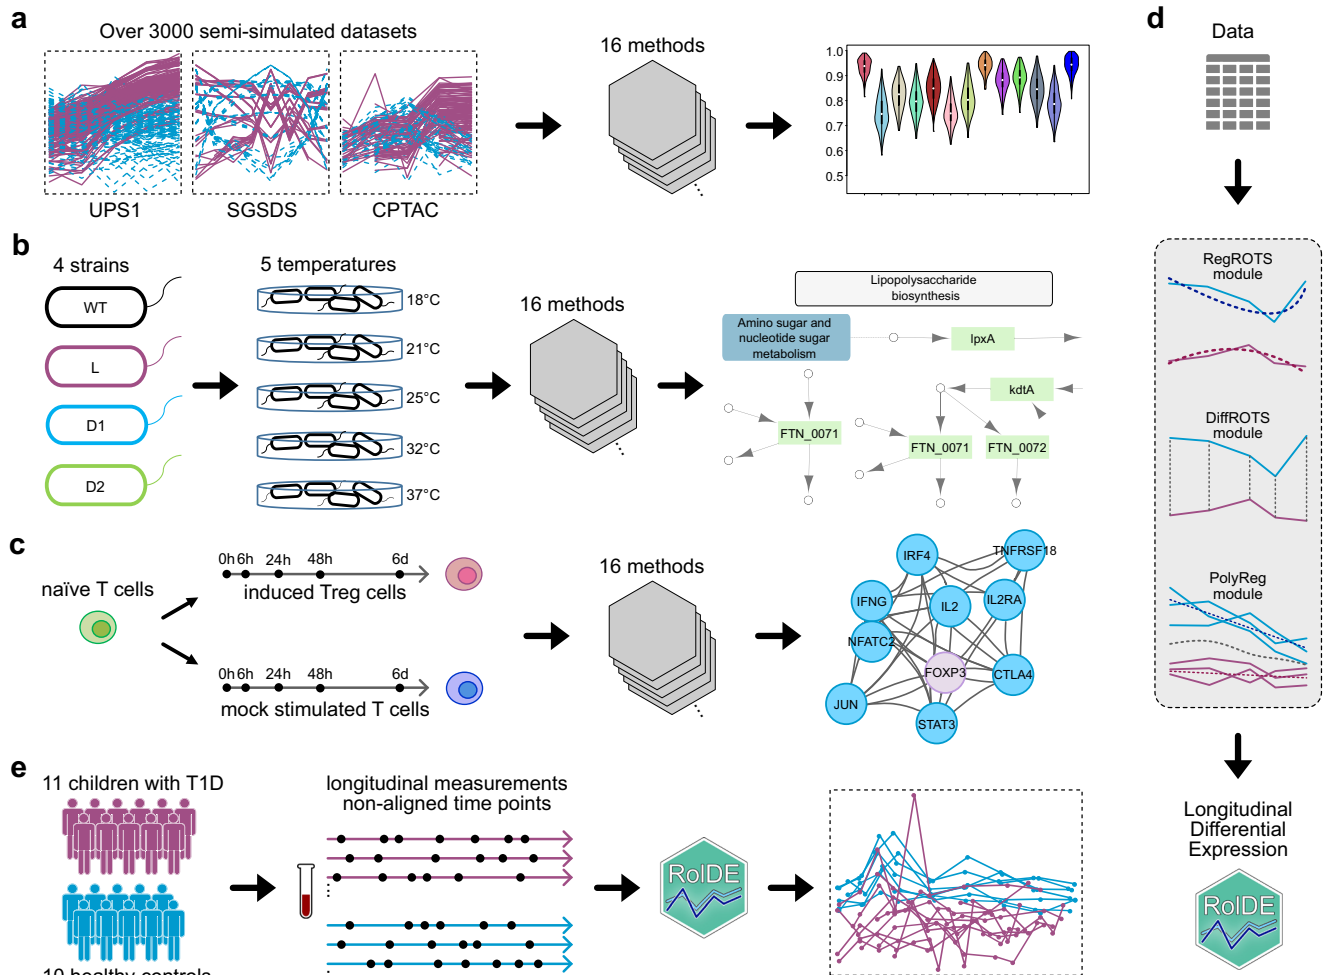 a
Over 3000 semi-simulated datasets
UPS1
SGSDS
CPTAC
16 methods
1.0
0.9
0.8
0.7
0.6
0.5
b
4 strains
WT
L
D1
D2
5 temperatures
18°C
21°C
25°C
32°C
37°C
16 methods
Lipopolysaccharide
biosynthesis
Amino sugar and
nucleotide sugar
metabolism
lpxA
kdtA
FTN_0071
FTN_0071
FTN_0072
c
naïve T cells
0h 6h 24h 48h 6d
induced Treg cells
0h 6h 24h 48h 6d
mock stimulated T cells
16 methods
IRF4
TNFRSF18
IFNG
IL2
IL2RA
NFATC2
FOXP3
CTLA4
JUN
STAT3
d
Data
RegROTS
module
DiffROTS
module
PolyReg
module
Longitudinal
Differential
Expression
RolDE
e
11 children with T1D
10 healthy controls
longitudinal measurements
non-aligned time points
RolDE